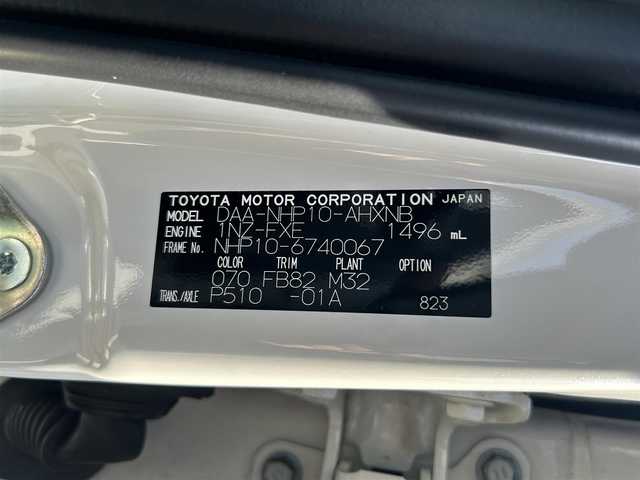 TOYOTA MOTOR CORPORATION JAPAN
MODEL DAA-NHP10-AHXNB
ENGINE 1NZ-FXE 1496 mL
FRAME No. NHP10-6740067
COLOR TRIM PLANT OPTION
070 FB82 M32
TRANS./AXLE P510 -01A 823